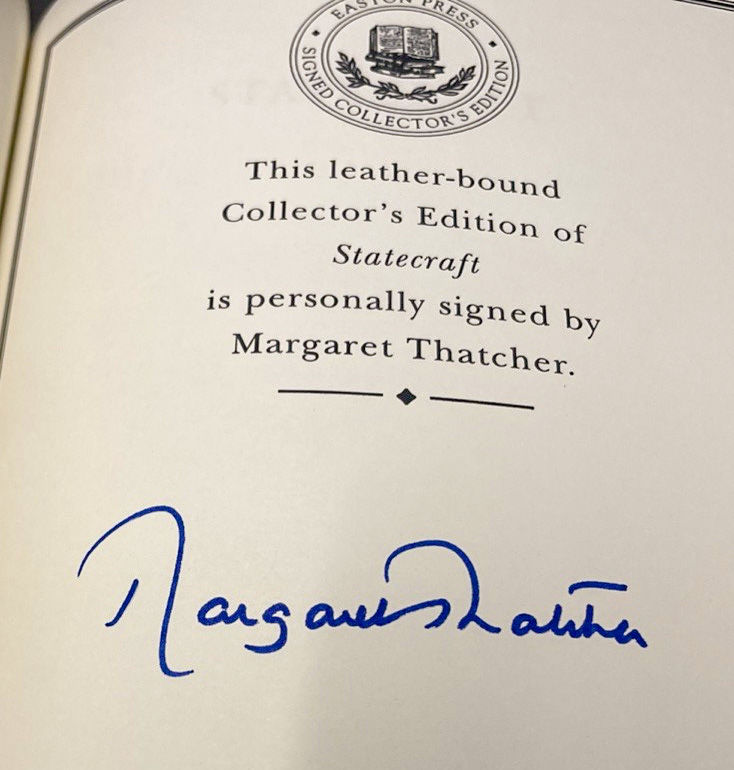 EASTON PRESS
SIGNED COLLECTOR'S EDITION
This leather-bound
Collector's Edition of
Statecraft
is personally signed by
Margaret Thatcher.
Margaret Thatcher